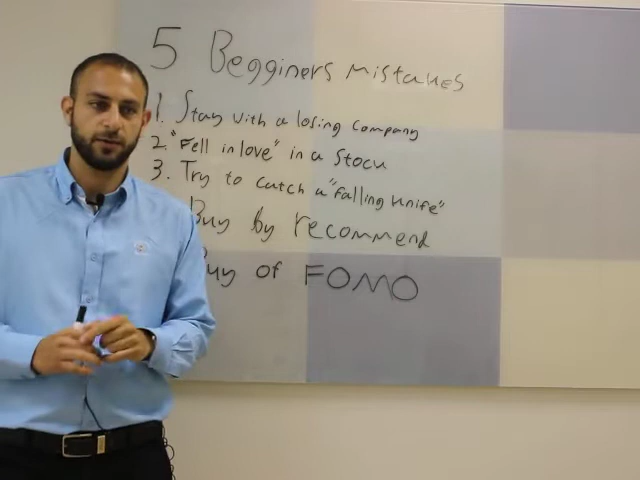 5 Begginers mistakes
1. Stay with a losing company
2. "Fell in love" in a Stock
3. Try to catch a "falling knife"
Buy by recommend
Buy of FOMO